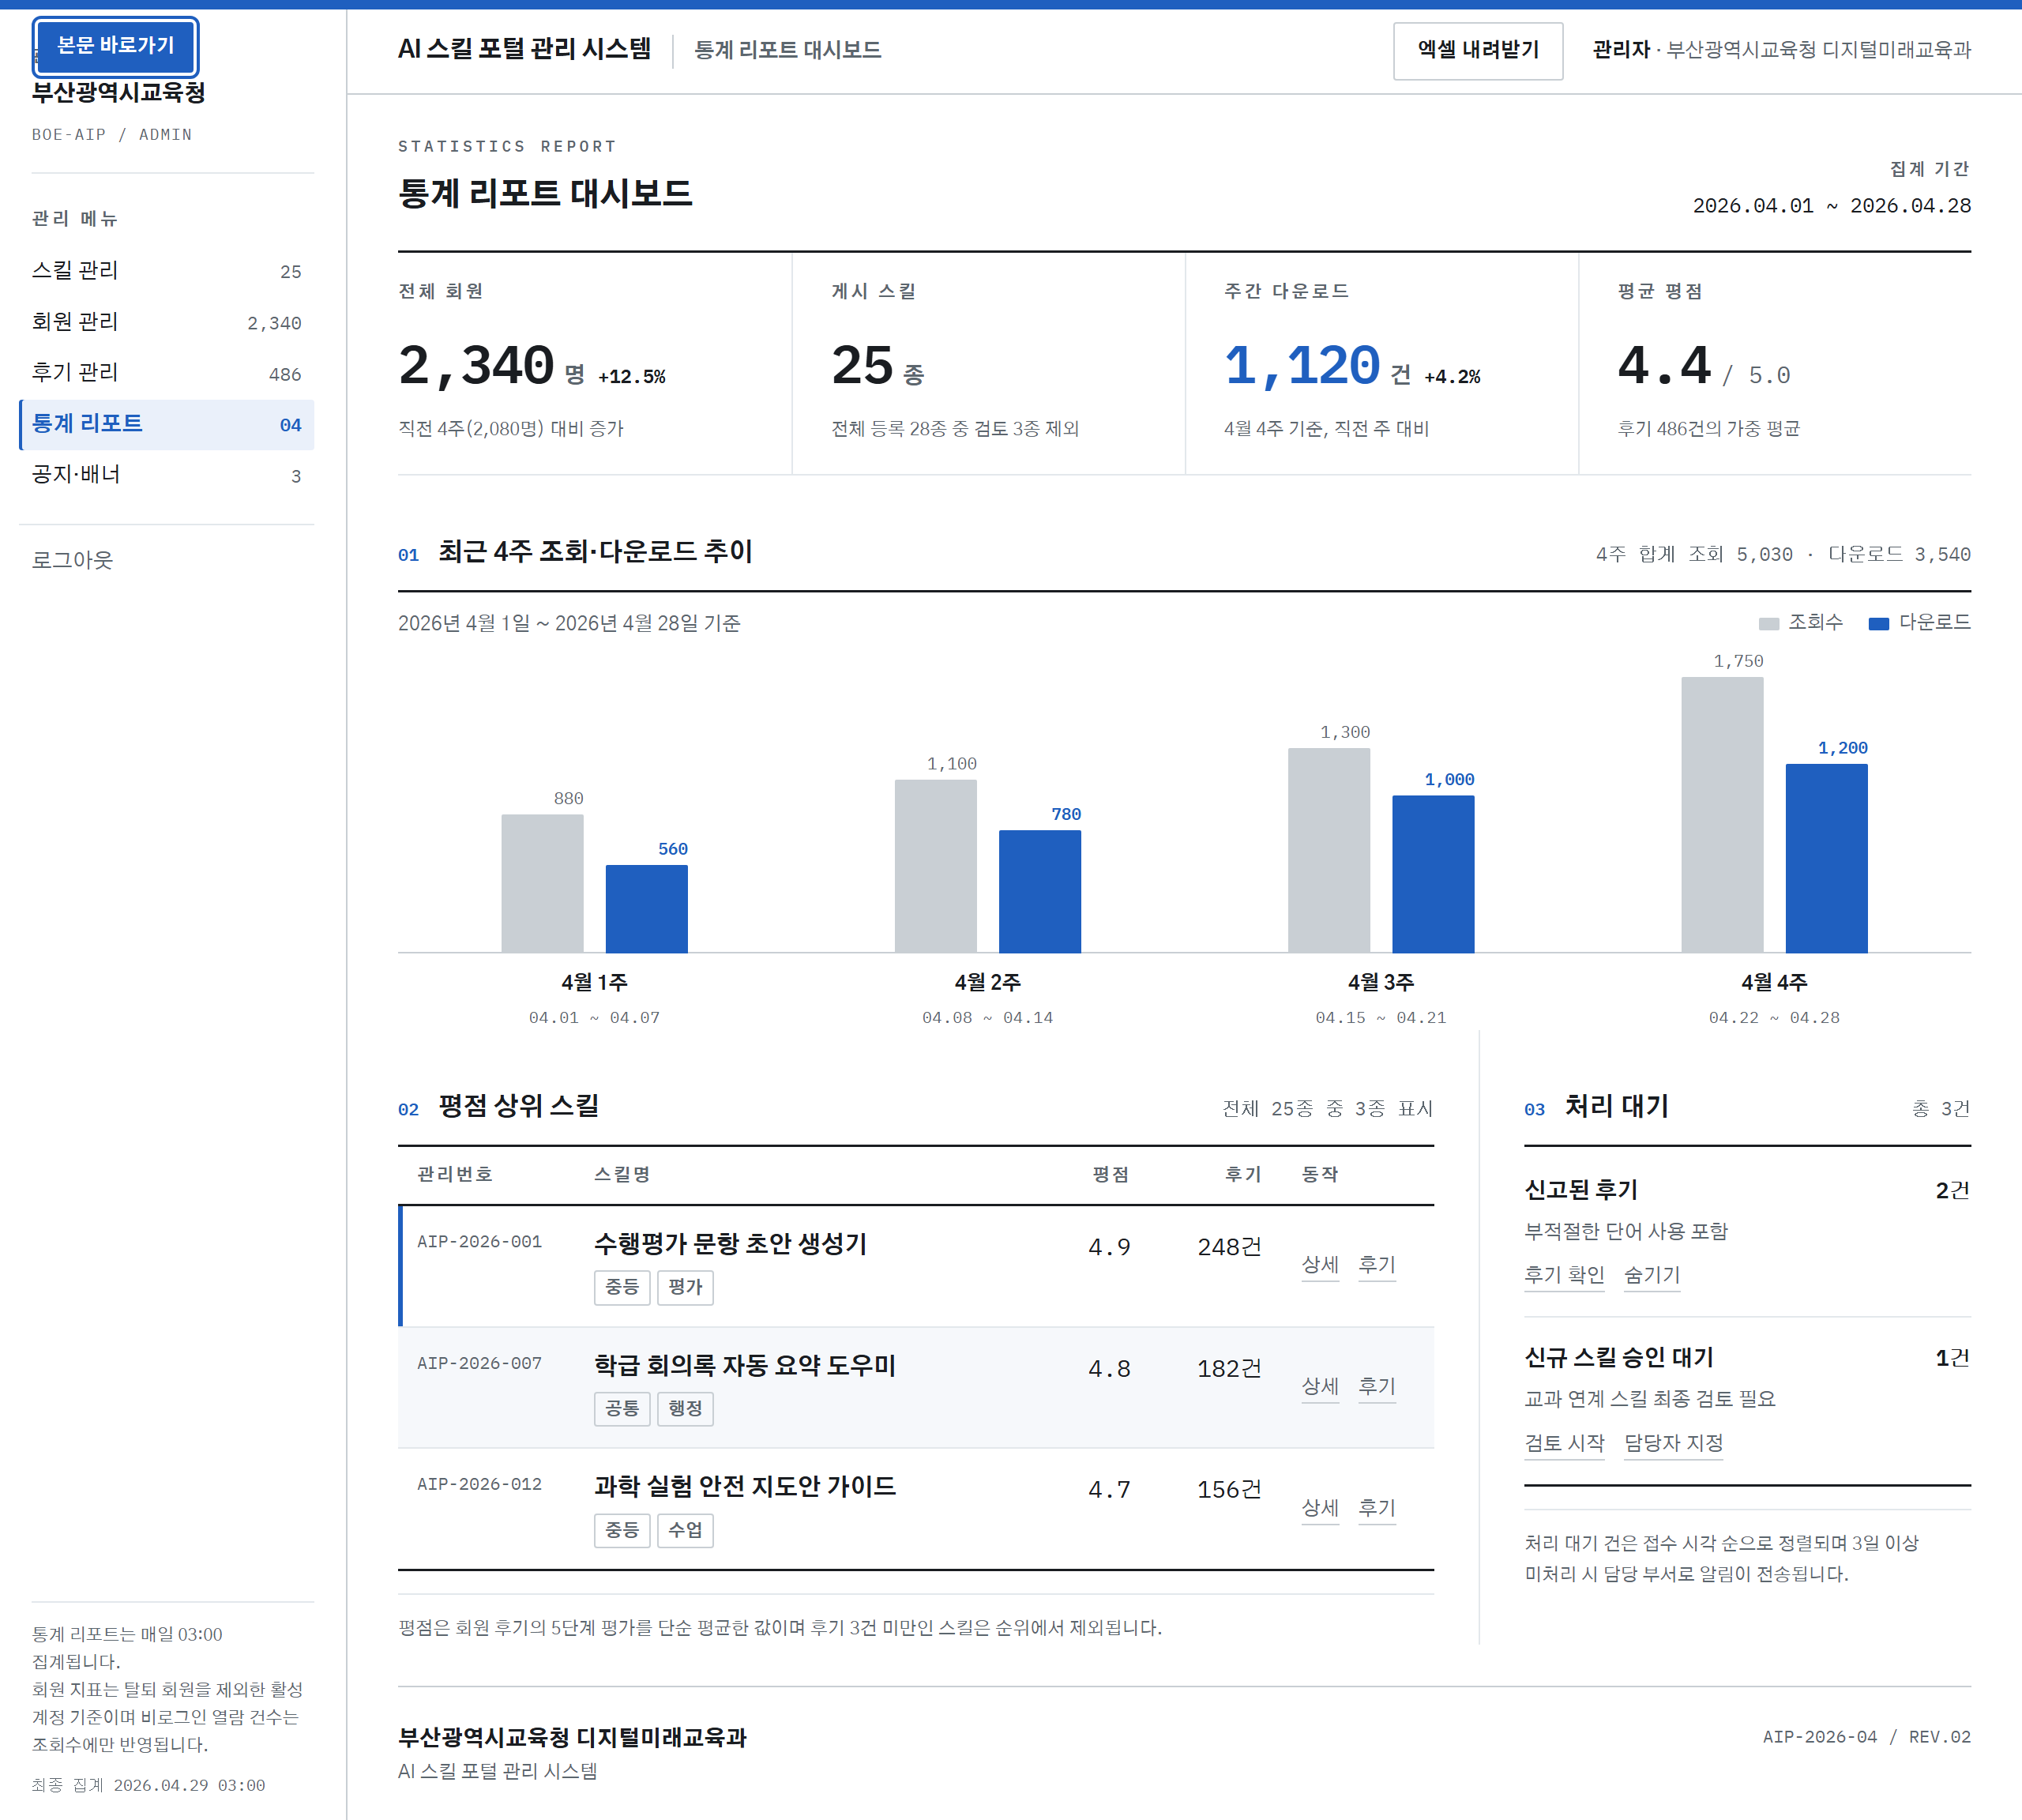 본문 바로가기
부산광역시교육청
BOE-AIP / ADMIN
관리 메뉴
스킬 관리 25
회원 관리 2,340
후기 관리 486
통계 리포트 04
공지·배너 3
로그아웃
통계 리포트는 매일 03:00
집계됩니다.
회원 지표는 탈퇴 회원을 제외한 활성
계정 기준이며 비로그인 열람 건수는
조회수에만 반영됩니다.
최종 집계 2026.04.29 03:00
AI 스킬 포털 관리 시스템 통계 리포트 대시보드
엑셀 내려받기
관리자 · 부산광역시교육청 디지털미래교육과
STATISTICS REPORT
통계 리포트 대시보드
집계 기간
2026.04.01 ~ 2026.04.28
전체 회원
2,340 명 +12.5%
직전 4주(2,080명) 대비 증가
게시 스킬
25 종
전체 등록 28종 중 검토 3종 제외
주간 다운로드
1,120 건 +4.2%
4월 4주 기준, 직전 주 대비
평균 평점
4.4 / 5.0
후기 486건의 가중 평균
01 최근 4주 조회·다운로드 추이
4주 합계 조회 5,030 · 다운로드 3,540
2026년 4월 1일 ~ 2026년 4월 28일 기준
조회수 다운로드
880
560
4월 1주
04.01 ~ 04.07
1,100
780
4월 2주
04.08 ~ 04.14
1,300
1,000
4월 3주
04.15 ~ 04.21
1,750
1,200
4월 4주
04.22 ~ 04.28
02 평점 상위 스킬
전체 25종 중 3종 표시
관리번호 스킬명 평점 후기 동작
AIP-2026-001 수행평가 문항 초안 생성기 4.9 248건 상세 후기
중등 평가
AIP-2026-007 학급 회의록 자동 요약 도우미 4.8 182건 상세 후기
공통 행정
AIP-2026-012 과학 실험 안전 지도안 가이드 4.7 156건 상세 후기
중등 수업
평점은 회원 후기의 5단계 평가를 단순 평균한 값이며 후기 3건 미만인 스킬은 순위에서 제외됩니다.
03 처리 대기
총 3건
신고된 후기 2건
부적절한 단어 사용 포함
후기 확인 숨기기
신규 스킬 승인 대기 1건
교과 연계 스킬 최종 검토 필요
검토 시작 담당자 지정
처리 대기 건은 접수 시각 순으로 정렬되며 3일 이상
미처리 시 담당 부서로 알림이 전송됩니다.
부산광역시교육청 디지털미래교육과
AI 스킬 포털 관리 시스템
AIP-2026-04 / REV.02